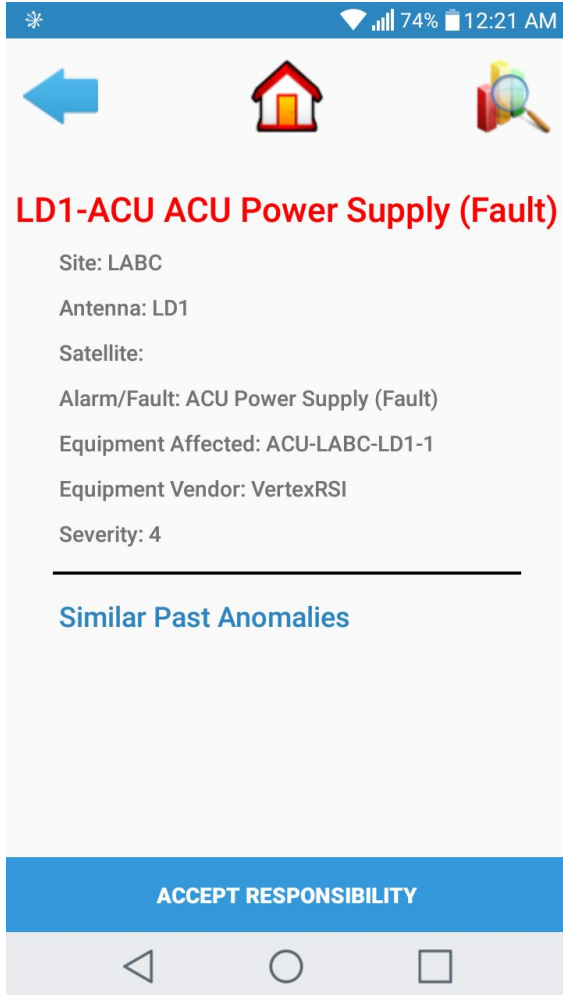 74% 12:21 AM
LD1-ACU ACU Power Supply (Fault)
Site: LABC
Antenna: LD1
Satellite:
Alarm/Fault: ACU Power Supply (Fault)
Equipment Affected: ACU-LABC-LD1-1
Equipment Vendor: VertexRSI
Severity: 4
Similar Past Anomalies
ACCEPT RESPONSIBILITY